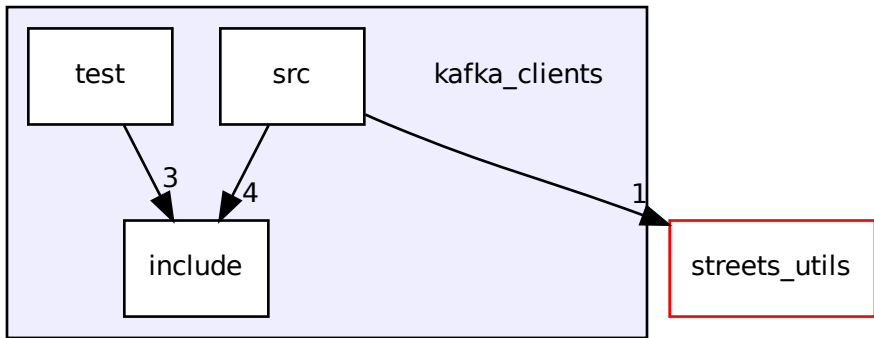 test
src
kafka_clients
3
4
1
include
streets_utils